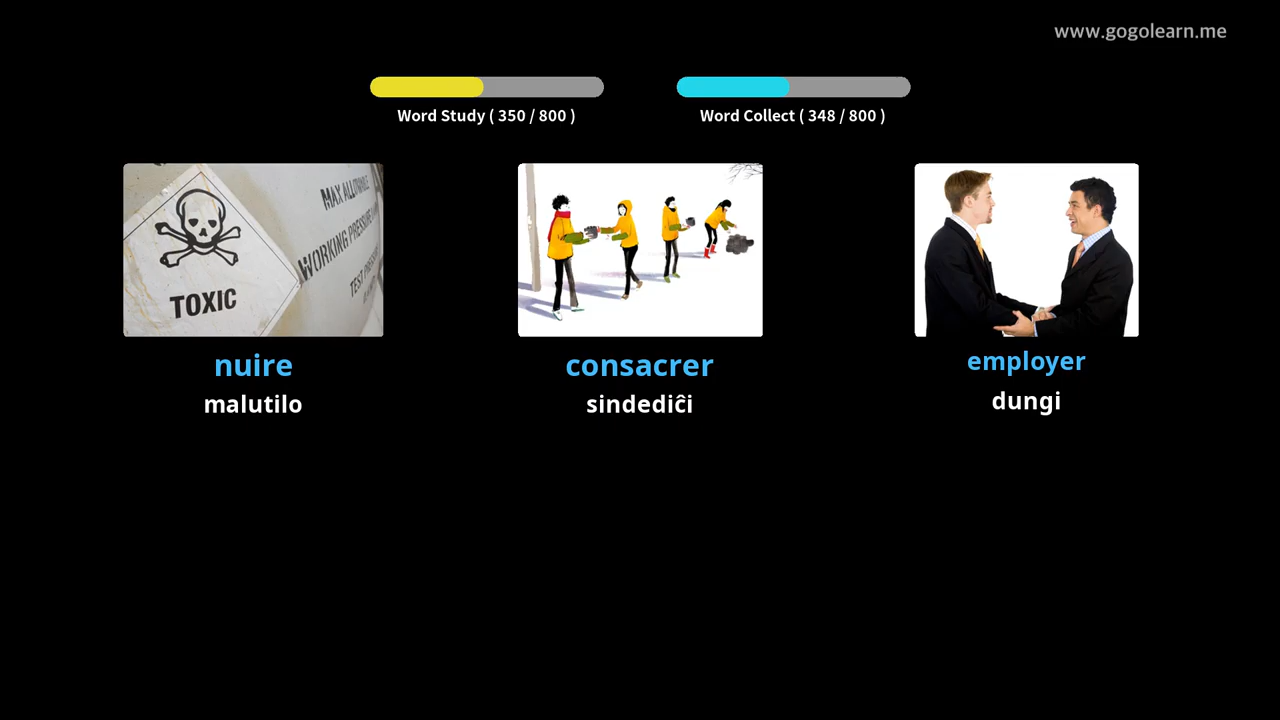 www.gogolearn.me
Word Study ( 350 / 800 )
Word Collect ( 348 / 800 )
TOXIC
MAX ALLOWABLE
WORKING PRESSURE
TEST
nuire
consacrer
employer
malutilo
sindediĉi
dungi